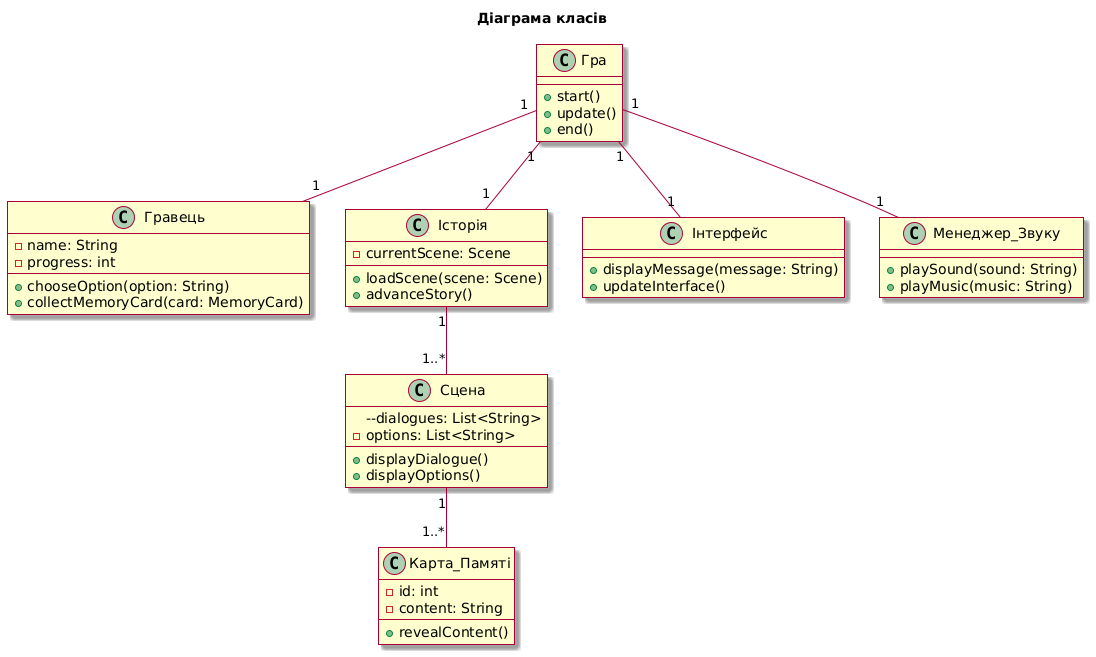 Діаграма класів
C Гра
start()
update()
end()
1
1
1
1
1
1
1
1
C Гравець
name: String
progress: int
chooseOption(option: String)
collectMemoryCard(card: MemoryCard)
C Історія
currentScene: Scene
loadScene(scene: Scene)
advanceStory()
C Інтерфейс
displayMessage(message: String)
updateInterface()
C Менеджер_Звуку
playSound(sound: String)
playMusic(music: String)
1
1..*
C Сцена
--dialogues: List<String>
options: List<String>
displayDialogue()
displayOptions()
1
1..*
C Карта_Памяті
id: int
content: String
revealContent()